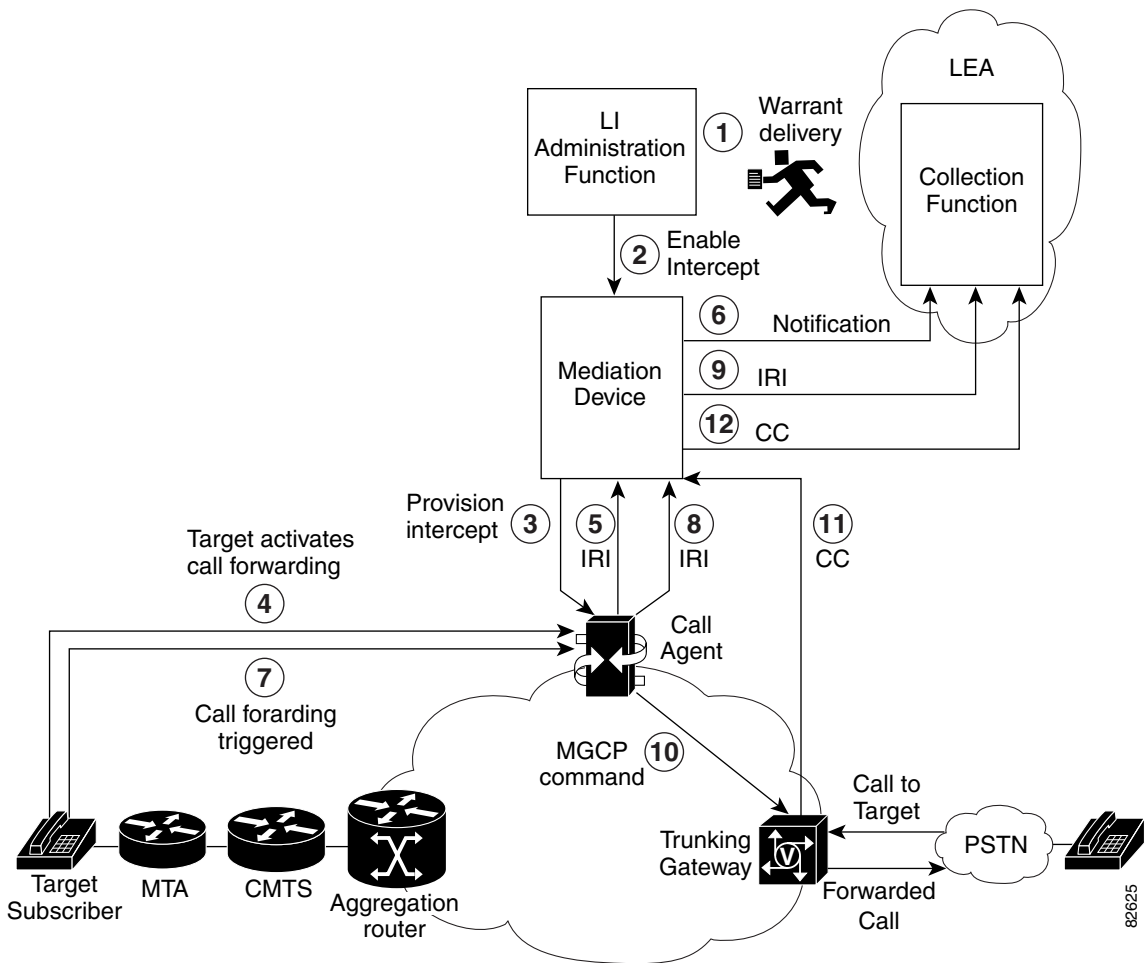 LEA
LI
Administration
Function
1
Warrant
delivery
Collection
Function
2
Enable
Intercept
Mediation
Device
6
Notification
9
IRI
12
CC
Provision
intercept
3
5
IRI
8
IRI
11
CC
Target activates
call forwarding
4
7
Call forarding
triggered
Call
Agent
MGCP
command
10
Call to
Target
Trunking
Gateway
V
PSTN
Forwarded
Call
Target
Subscriber
MTA
CMTS
Aggregation
router
82625